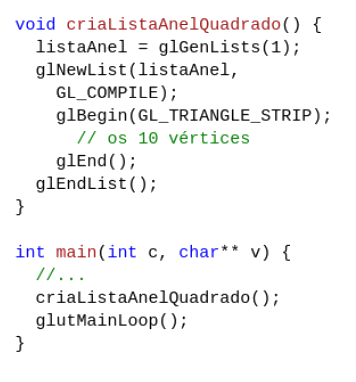 void criaListaAnelQuadrado() {
  listaAnel = glGenLists(1);
  glNewList(listaAnel,
    GL_COMPILE);
    glBegin(GL_TRIANGLE_STRIP);
      // os 10 vértices
    glEnd();
  glEndList();
}

int main(int c, char** v) {
  //...
  criaListaAnelQuadrado();
  glutMainLoop();
}